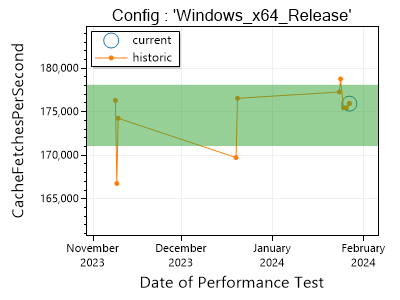 Config : 'Windows_x64_Release'
current
historic
CacheFetchesPerSecond
180,000
175,000
170,000
165,000
November
2023
December
2023
January
2024
February
2024
Date of Performance Test